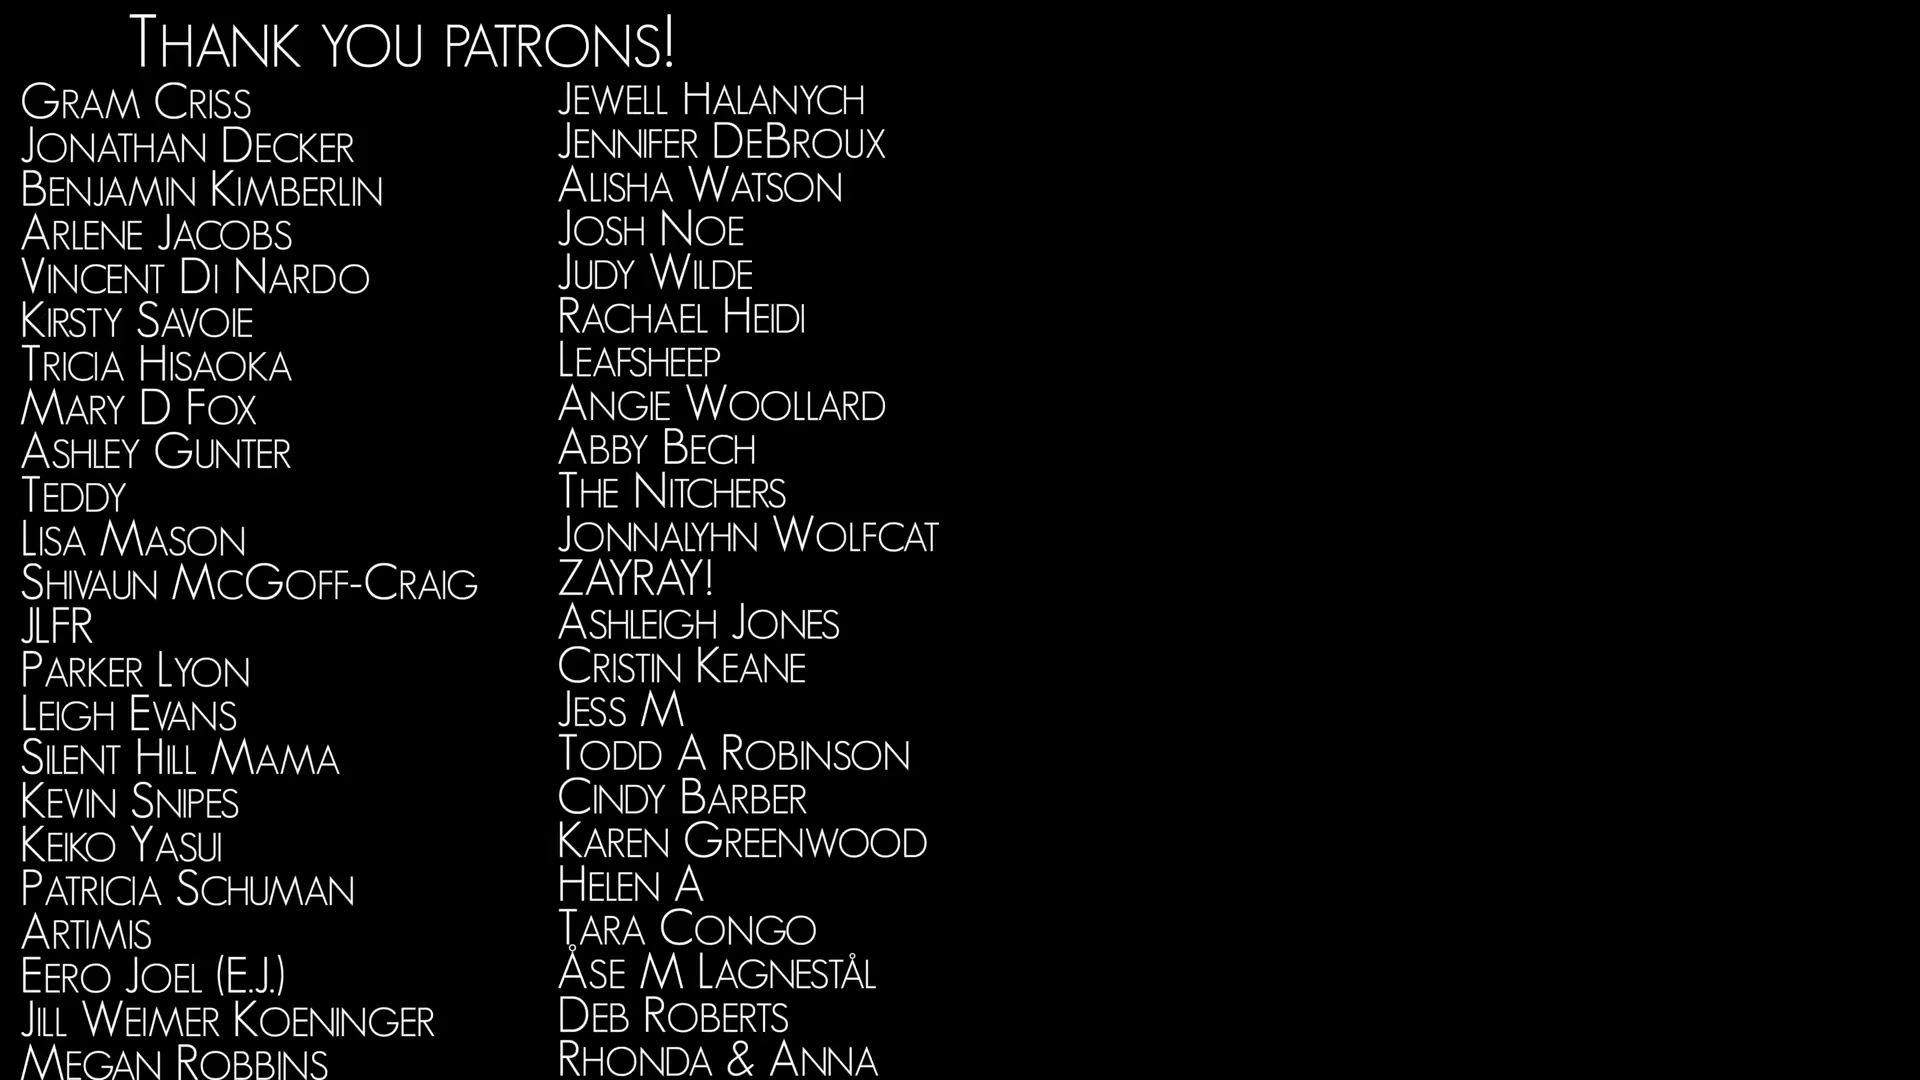 Thank you patrons!
Gram Criss
Jonathan Decker
Benjamin Kimberlin
Arlene Jacobs
Vincent Di Nardo
Kirsty Savoie
Tricia Hisaoka
Mary D Fox
Ashley Gunter
Teddy
Lisa Mason
Shivaun McGoff-Craig
JLFR
Parker Lyon
Leigh Evans
Silent Hill Mama
Kevin Snipes
Keiko Yasui
Patricia Schuman
Artimis
Eero Joel (E.J.)
Jill Weimer Koeninger
Megan Robbins
Jewell Halanych
Jennifer DeBroux
Alisha Watson
Josh Noe
Judy Wilde
Rachael Heidi
Leafsheep
Angie Woollard
Abby Bech
The Nitchers
Jonnalyhn Wolfcat
ZAYRAY!
Ashleigh Jones
Cristin Keane
Jess M
Todd A Robinson
Cindy Barber
Karen Greenwood
Helen A
Tara Congo
Åse M Lagnestål
Deb Roberts
Rhonda & Anna